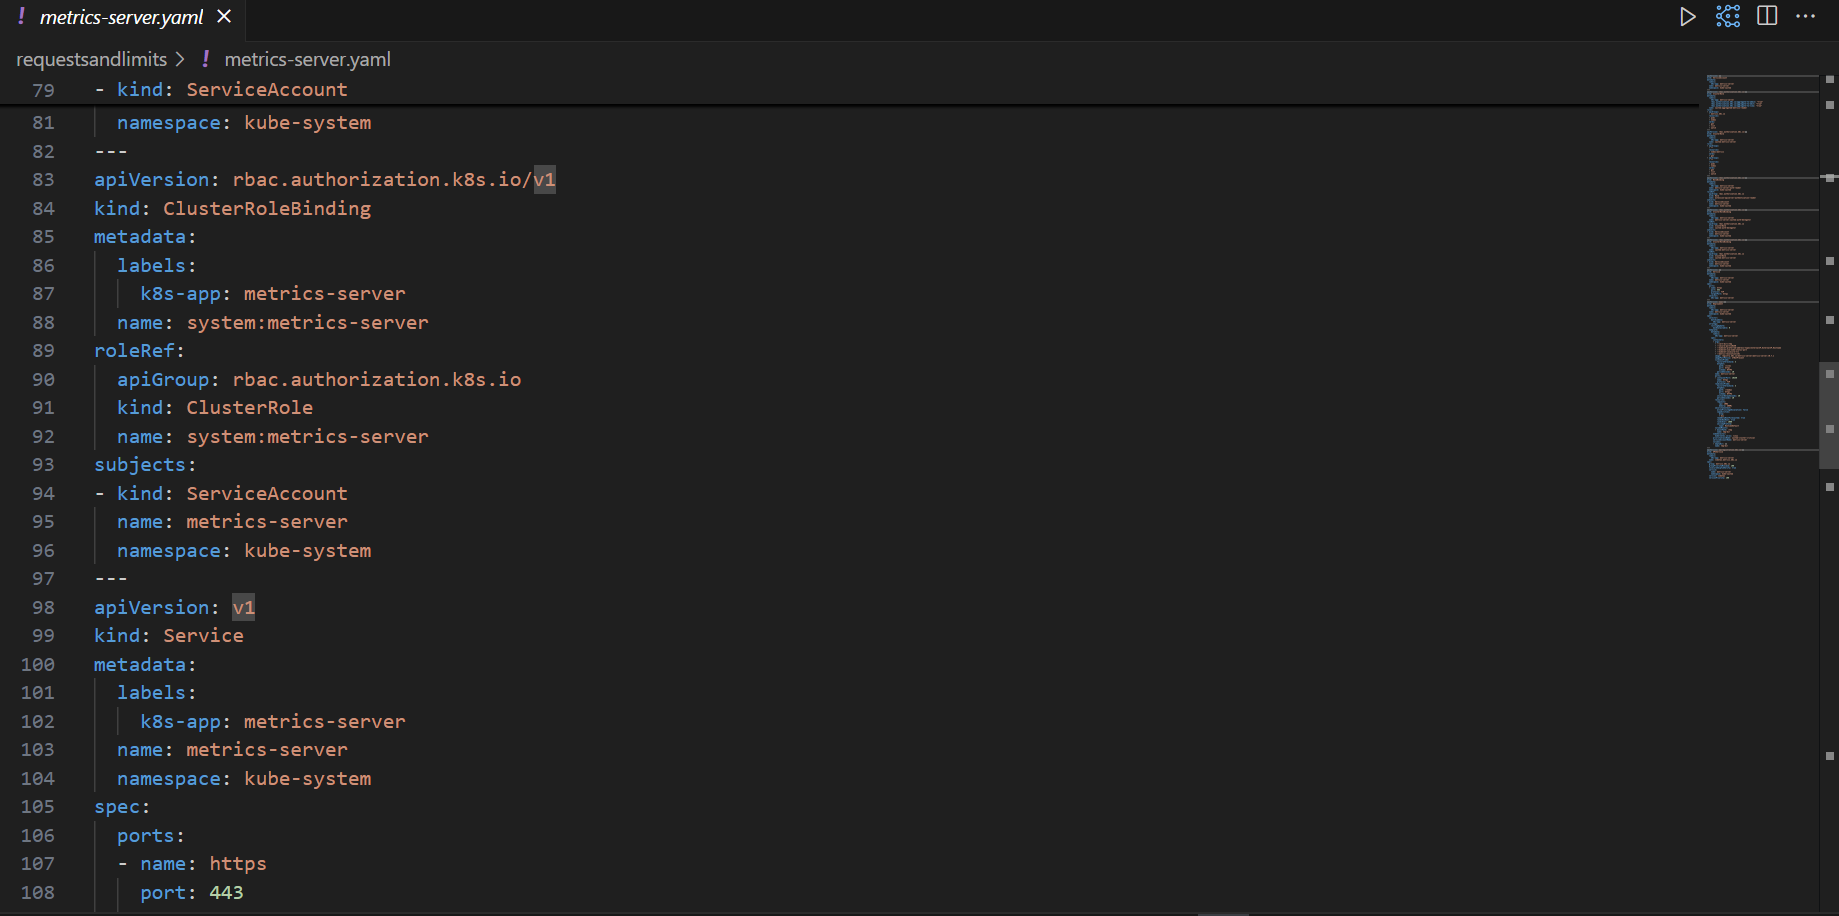 ! metrics-server.yaml
requestsandlimits > ! metrics-server.yaml
79 - kind: ServiceAccount
81 namespace: kube-system
82 ---
83 apiVersion: rbac.authorization.k8s.io/v1
84 kind: ClusterRoleBinding
85 metadata:
86 labels:
87 k8s-app: metrics-server
88 name: system:metrics-server
89 roleRef:
90 apiGroup: rbac.authorization.k8s.io
91 kind: ClusterRole
92 name: system:metrics-server
93 subjects:
94 - kind: ServiceAccount
95 name: metrics-server
96 namespace: kube-system
97 ---
98 apiVersion: v1
99 kind: Service
100 metadata:
101 labels:
102 k8s-app: metrics-server
103 name: metrics-server
104 namespace: kube-system
105 spec:
106 ports:
107 - name: https
108 port: 443